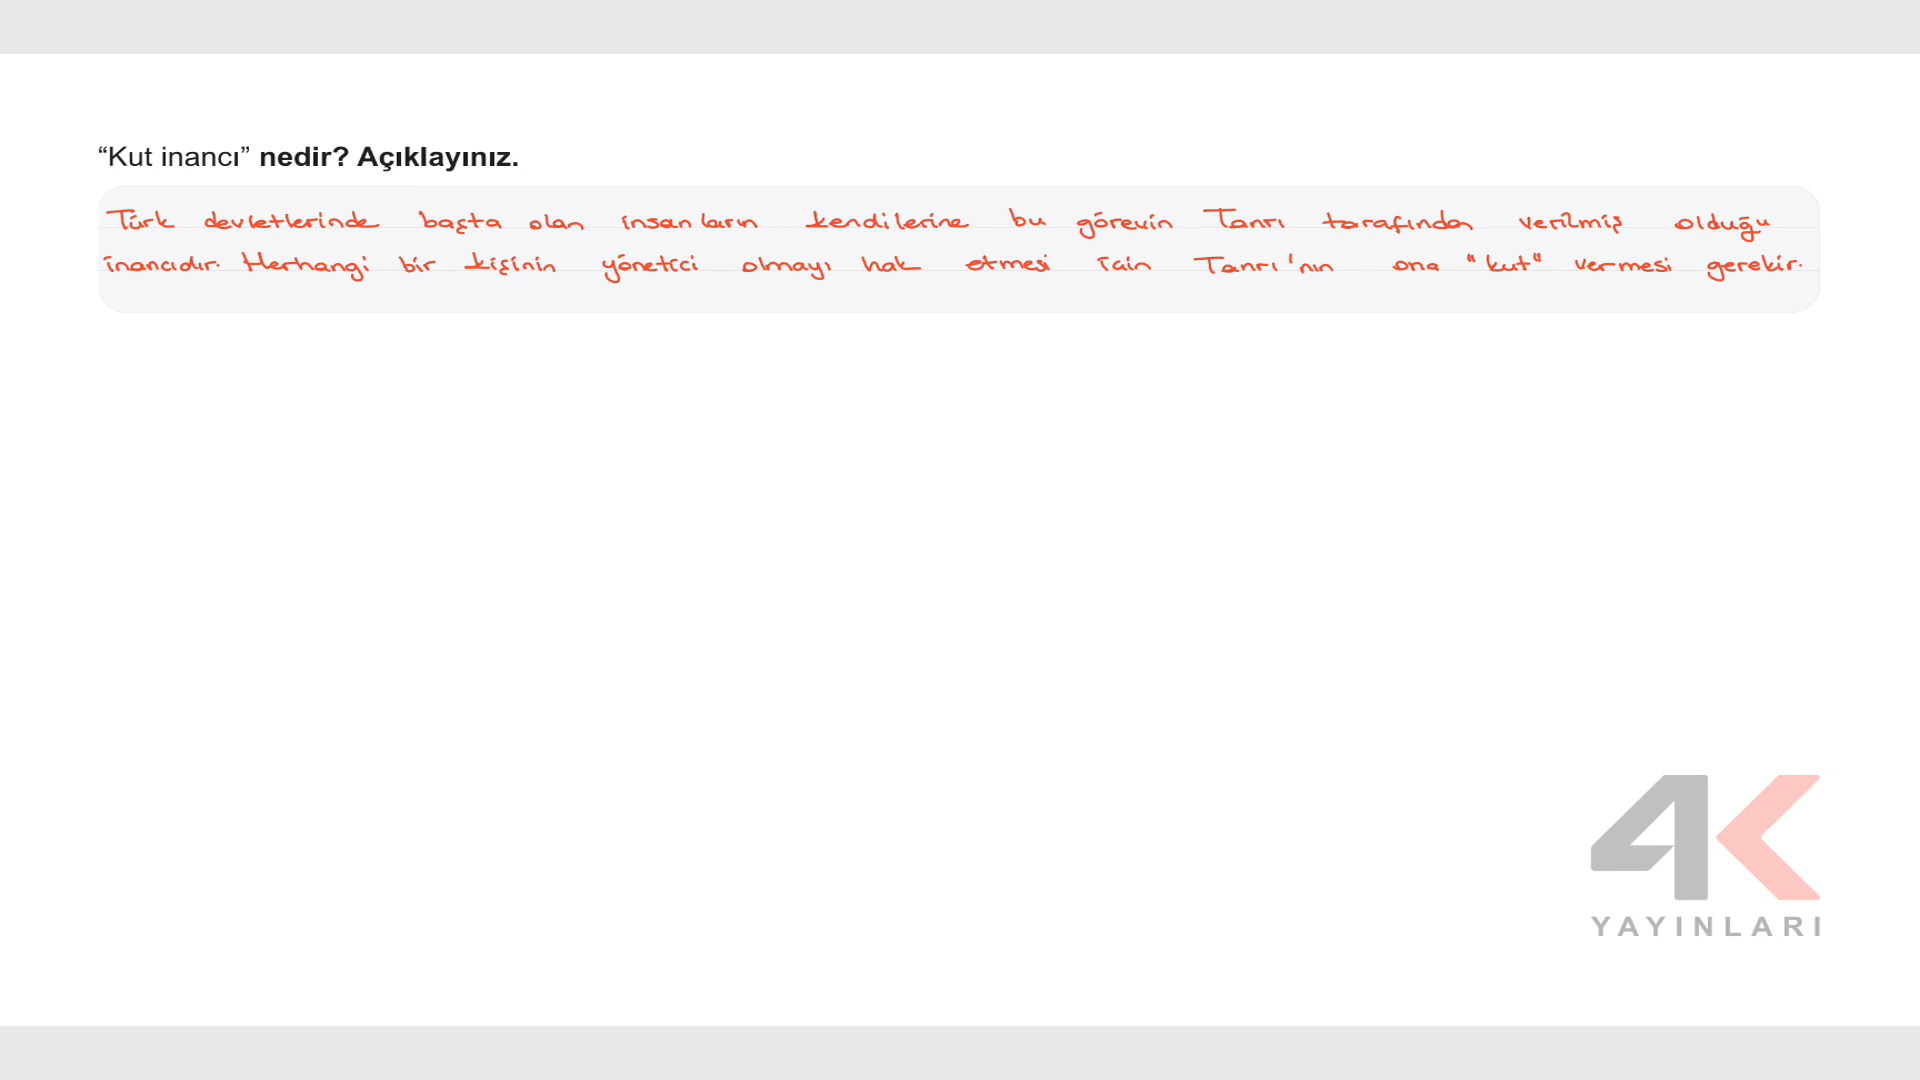 “Kut inancı” nedir? Açıklayınız.
Türk devletlerinde başta olan insanların kendilerine bu görevin Tanrı tarafından verilmiş olduğu
inancıdır. Herhangi bir kişinin yönetici olmayı hak etmesi için Tanrı'nın ona "kut" vermesi gerekir.
4K
YAYINLARI